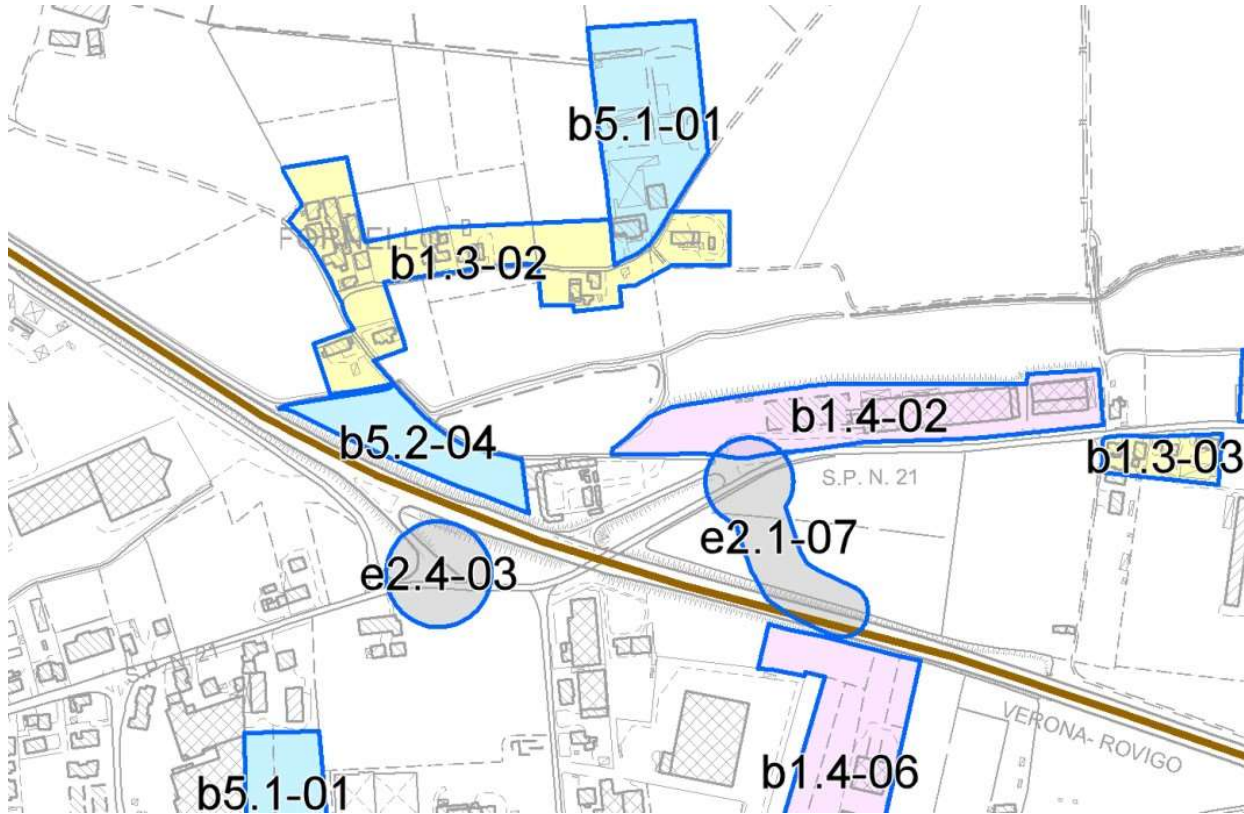 b5.1-01
FORNELLO
b1.3-02
b1.4-02
b5.2-04
b1.3-03
S.P. N. 21
e2.1-07
e2.4-03
VERONA- ROVIGO
b5.1-01
b1.4-06